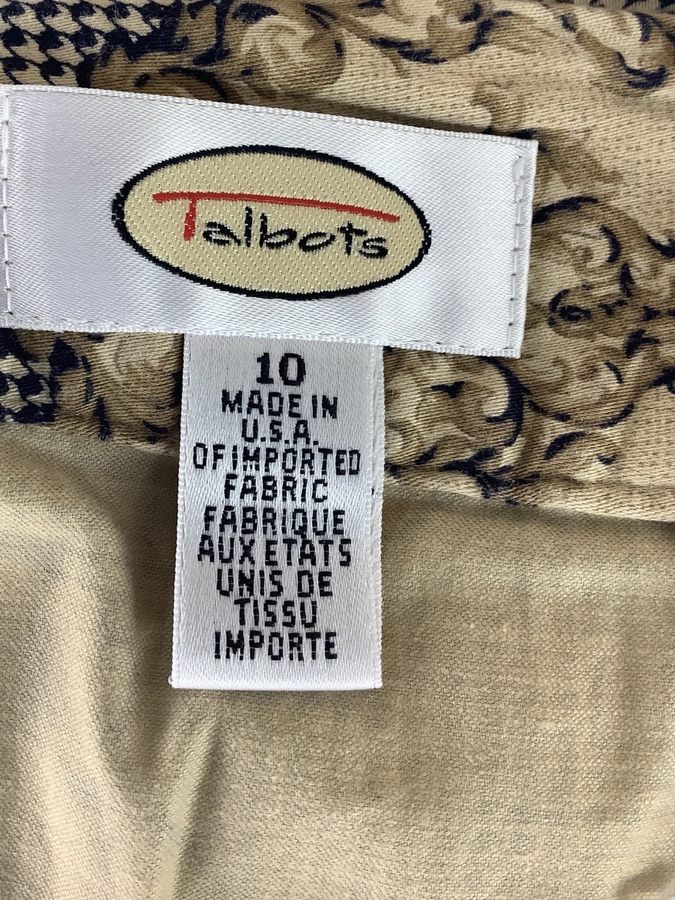 Talbots
10
MADE IN
U.S.A.
OF IMPORTED
FABRIC
FABRIQUE
AUX ETATS
UNIS DE
TISSU
IMPORTE